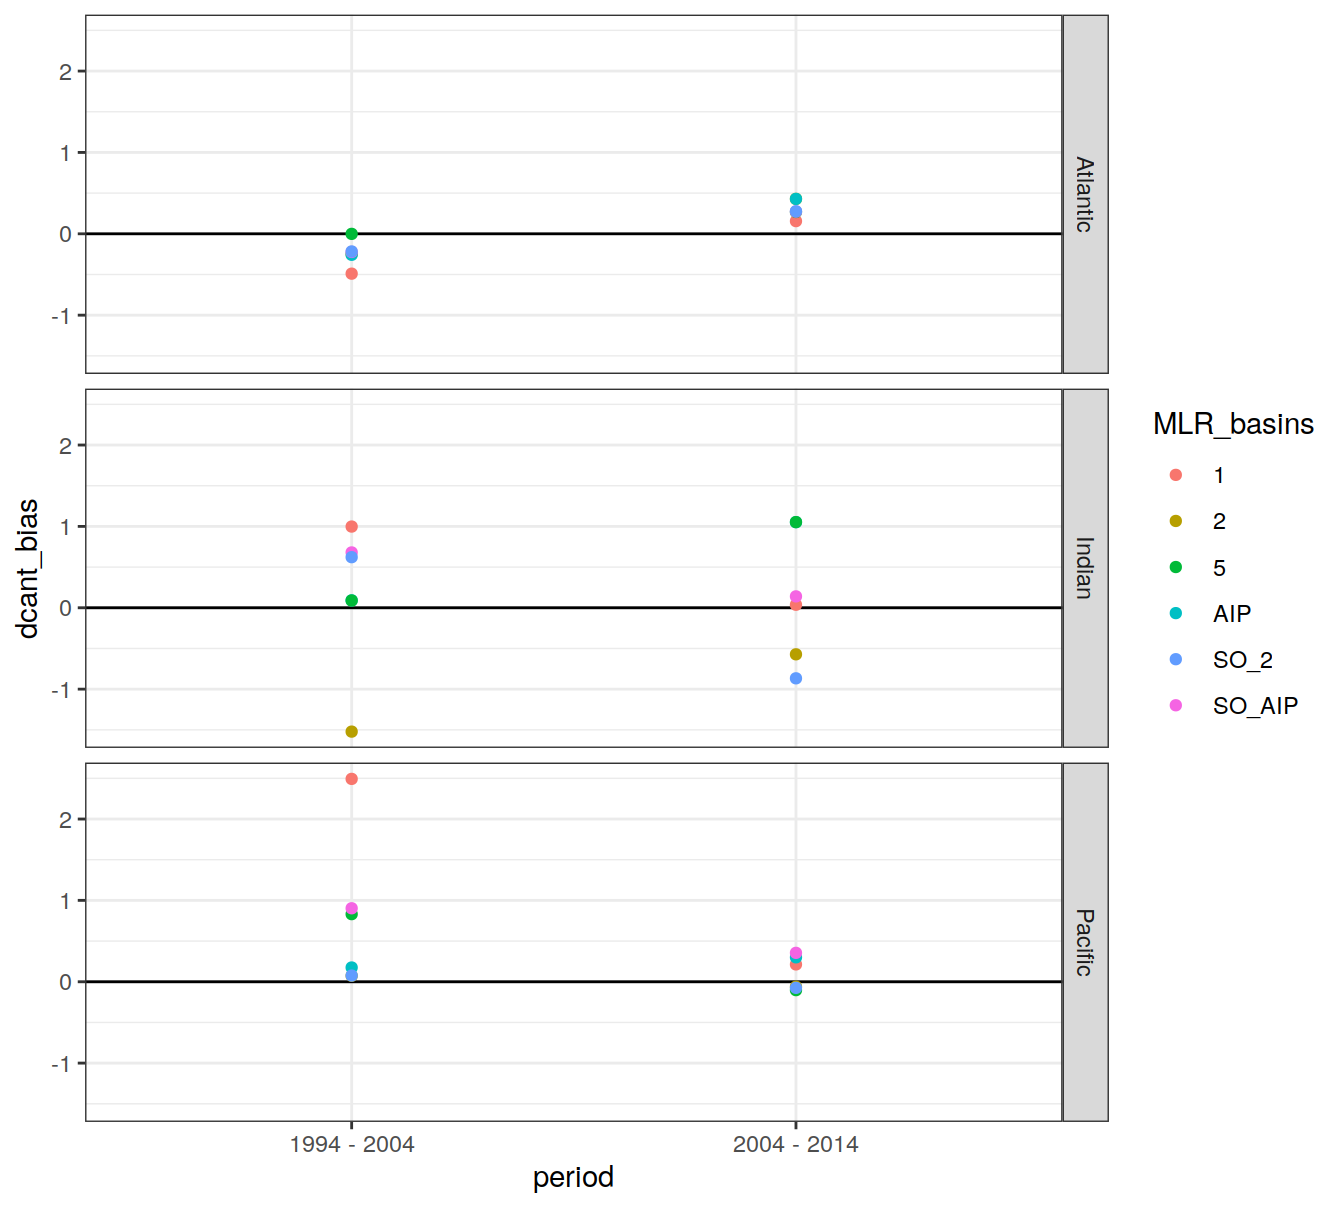 2
1
0
-1
Atlantic
2
1
0
-1
Indian
2
1
0
-1
Pacific
dcant_bias
1994 - 2004
2004 - 2014
period
MLR_basins
1
2
5
AIP
SO_2
SO_AIP